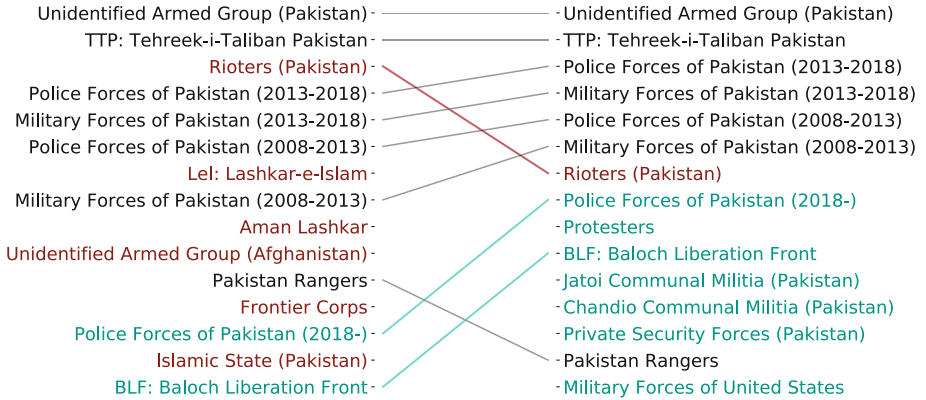 Unidentified Armed Group (Pakistan)
TTP: Tehreek-i-Taliban Pakistan
Rioters (Pakistan)
Police Forces of Pakistan (2013-2018)
Military Forces of Pakistan (2013-2018)
Police Forces of Pakistan (2008-2013)
LeI: Lashkar-e-Islam
Military Forces of Pakistan (2008-2013)
Aman Lashkar
Unidentified Armed Group (Afghanistan)
Pakistan Rangers
Frontier Corps
Police Forces of Pakistan (2018-)
Islamic State (Pakistan)
BLF: Baloch Liberation Front
Unidentified Armed Group (Pakistan)
TTP: Tehreek-i-Taliban Pakistan
Police Forces of Pakistan (2013-2018)
Military Forces of Pakistan (2013-2018)
Police Forces of Pakistan (2008-2013)
Military Forces of Pakistan (2008-2013)
Rioters (Pakistan)
Police Forces of Pakistan (2018-)
Protesters
BLF: Baloch Liberation Front
Jatoi Communal Militia (Pakistan)
Chandio Communal Militia (Pakistan)
Private Security Forces (Pakistan)
Pakistan Rangers
Military Forces of United States